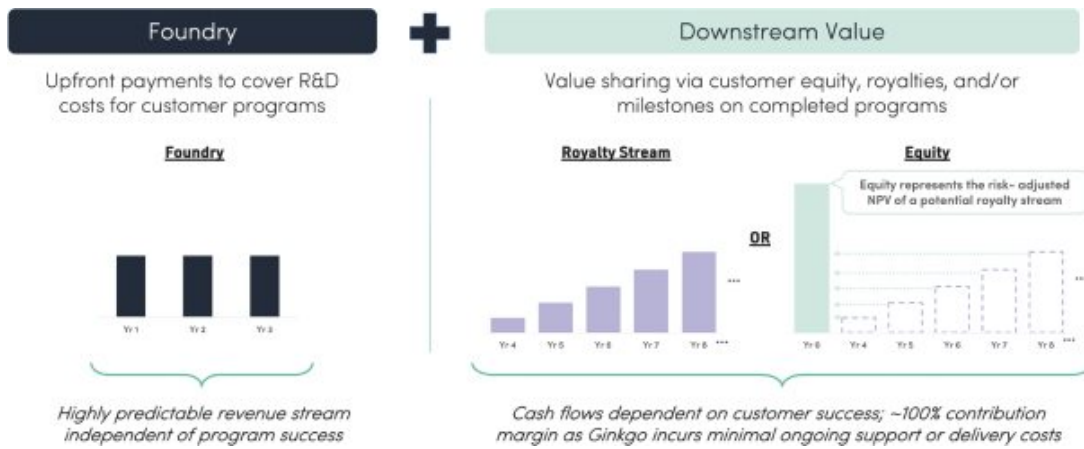 Foundry
Downstream Value
Upfront payments to cover R&D
costs for customer programs
Value sharing via customer equity, royalties, and/or
milestones on completed programs
Foundry
Royalty Stream
Equity
Equity represents the risk- adjusted
NPV of a potential royalty stream
OR
...
...
Yr 1 Yr 2 Yr 3
Yr 4 Yr 5 Yr 6 Yr 7 Yr 8 ...
Yr 0 Yr 4 Yr 5 Yr 6 Yr 7 Yr 8 ...
Highly predictable revenue stream
independent of program success
Cash flows dependent on customer success; ~100% contribution
margin as Ginkgo incurs minimal ongoing support or delivery costs